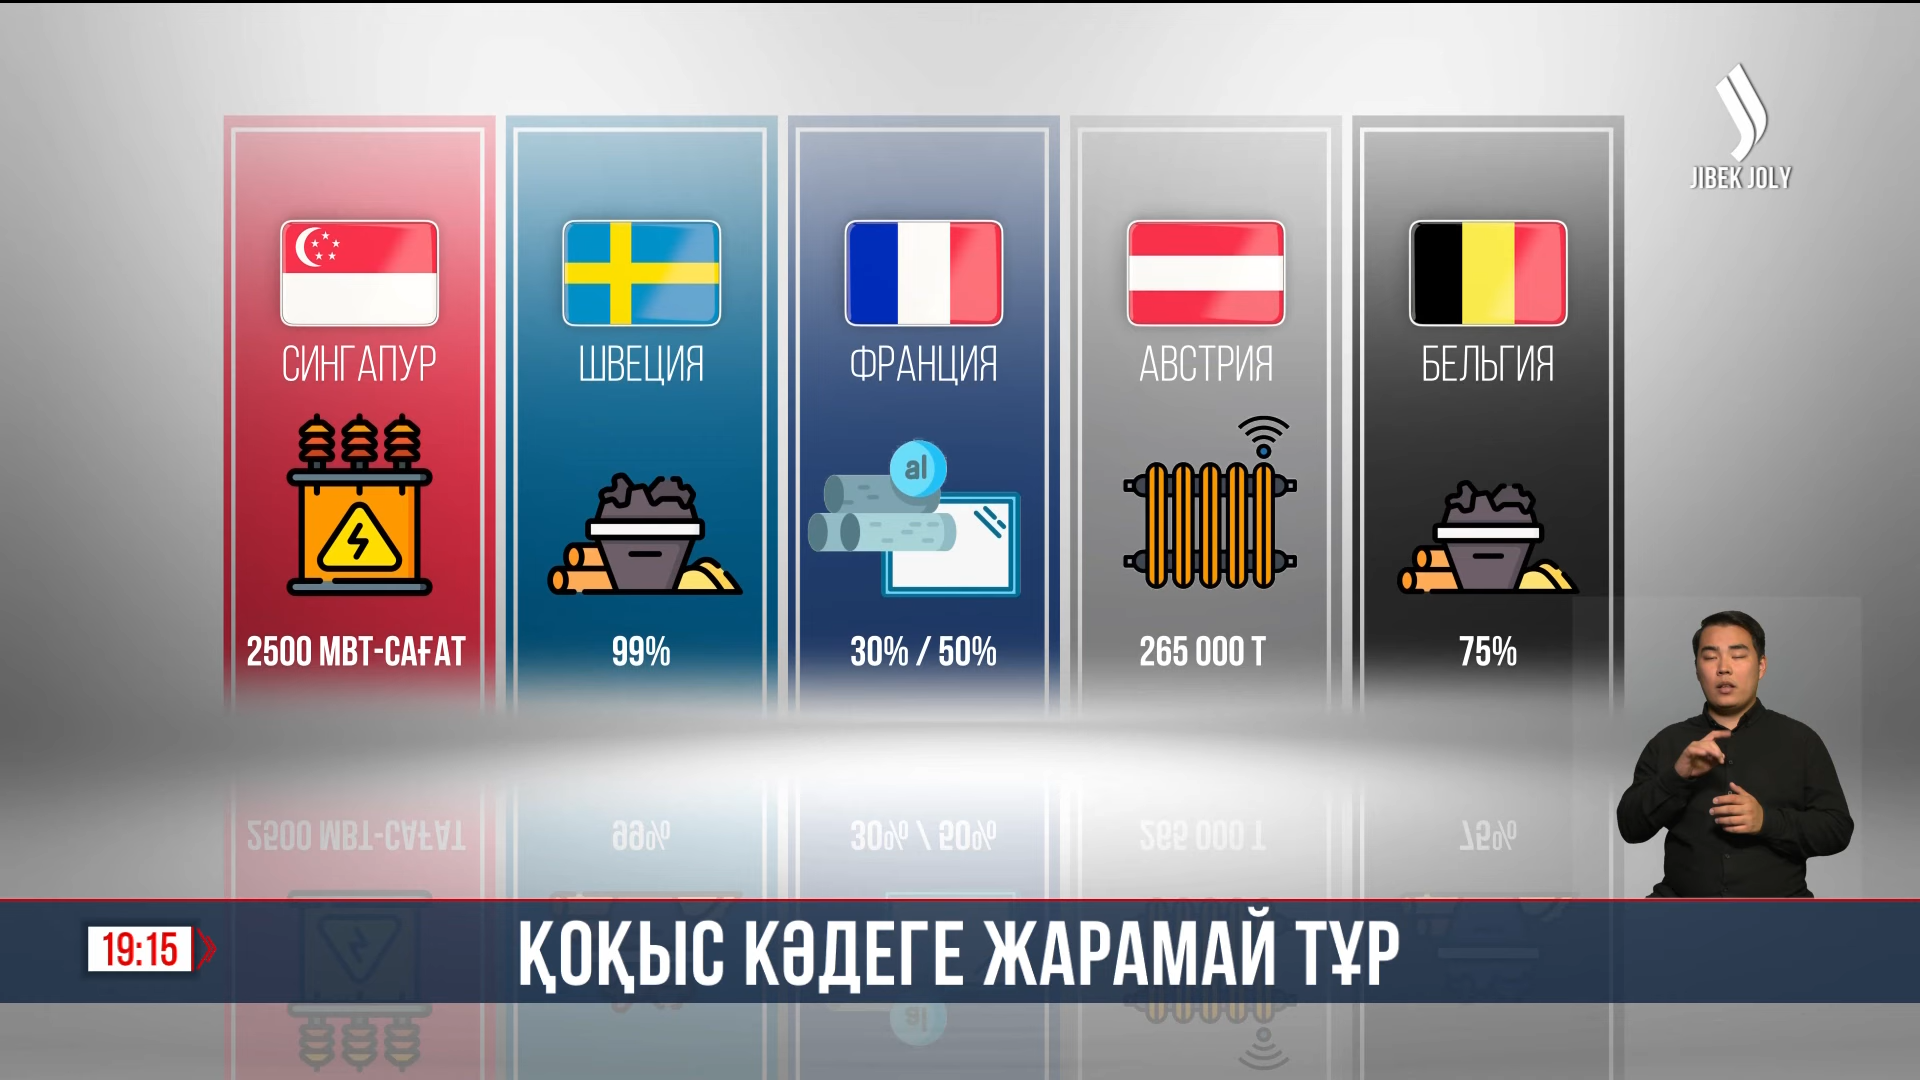 JIBEK JOLY
СИНГАПУР
ШВЕЦИЯ
ФРАНЦИЯ
АВСТРИЯ
БЕЛЬГИЯ
al
2500 МВТ-САҒАТ
99%
30% / 50%
265 000 Т
75%
19:15
ҚОҚЫС КӘДЕГЕ ЖАРАМАЙ ТҰР